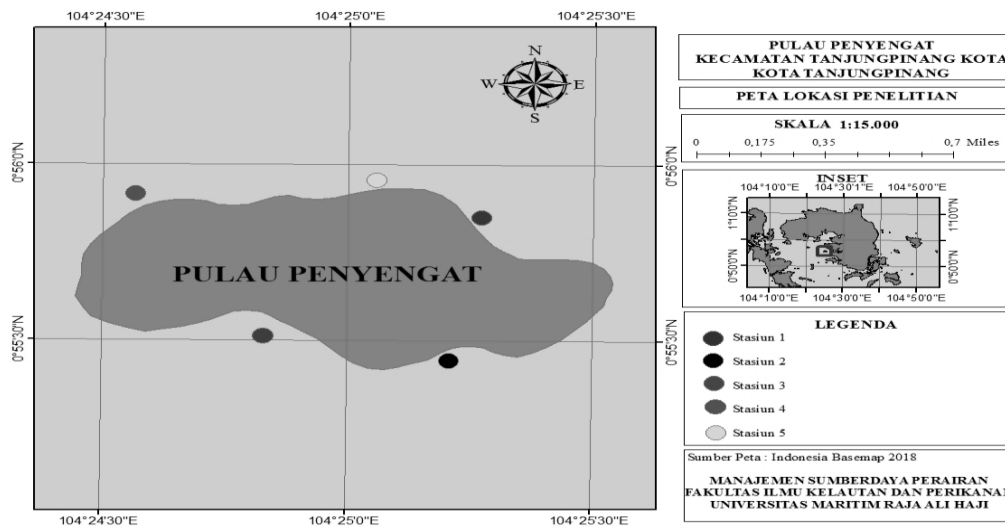 104°24'30"E 104°25'0"E 104°25'30"E
0°56'0"N 0°56'0"N
0°55'30"N 0°55'30"N
N
W E
S
PULAU PENYENGAT
104°24'30"E 104°25'0"E 104°25'30"E
PULAU PENYENGAT
KECAMATAN TANJUNGPINANG KOTA
KOTA TANJUNGPINANG
PETA LOKASI PENELITIAN
SKALA 1:15.000
0 0,175 0,35 0,7 Miles
INSET
104°10'0"E 104°30'1"E 104°50'0"E
1°10'0"N 1°10'0"N
0°50'0"N 0°50'0"N
104°10'0"E 104°30'0"E 104°50'0"E
LEGENDA
Stasiun 1
Stasiun 2
Stasiun 3
Stasiun 4
Stasiun 5
Sumber Peta : Indonesia Basemap 2018
MANAJEMEN SUMBERDAYA PERAIRAN
FAKULTAS ILMU KELAUTAN DAN PERIKANAN
UNIVERSITAS MARITIM RAJA ALI HAJI